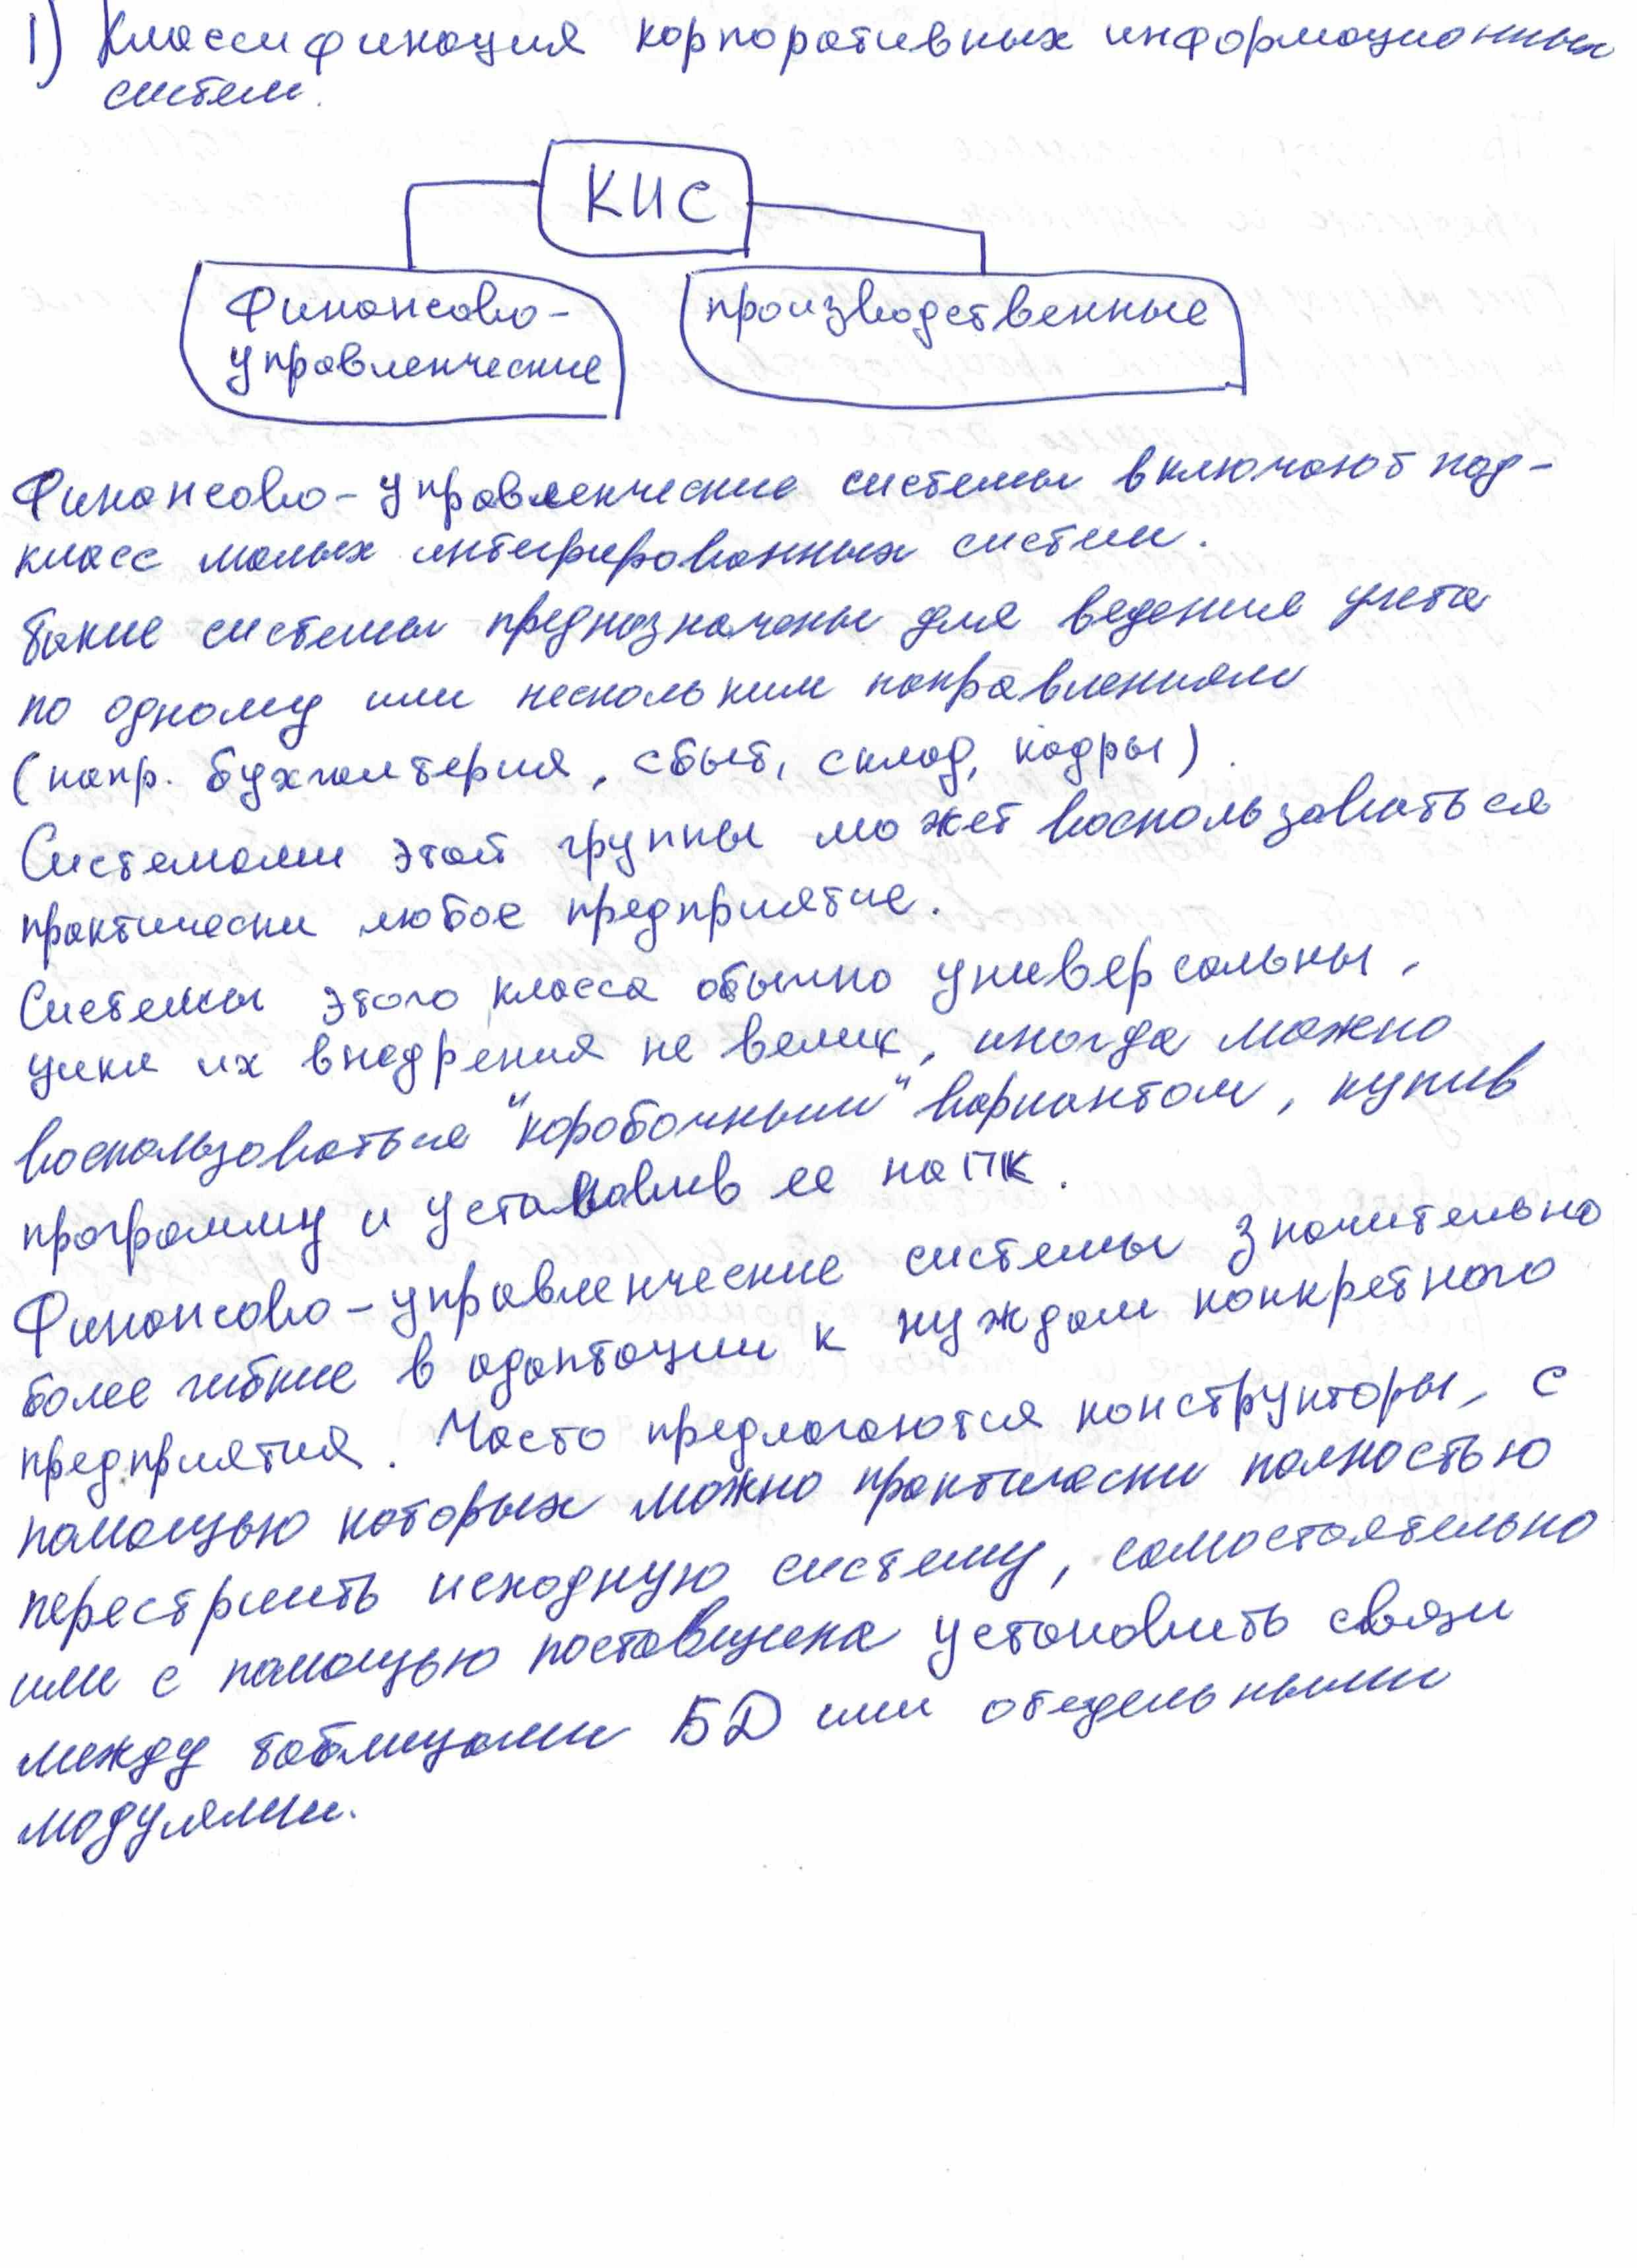 1) Классификация корпоративных информационных
систем.
КИС
Финансово-
управленческие
производственные
Финансово-управленческие системы включают под-
класс малых интегрированных систем.
Такие системы предназначены для ведения учета
по одному или нескольким направлениям
(напр. бухгалтерия, сбыт, склад, кадры).
Системами этой группы может воспользоваться
практически любое предприятие.
Системы этого класса обычно универсальны,
цикл их внедрения не велик, иногда можно
воспользоваться "коробочным" вариантом, купив
программу и установив ее на ПК.
Финансово-управленческие системы значительно
более гибкие в адаптации к нуждам конкретного
предприятия. Часто предлагаются конструкторы, с
помощью которых можно практически полностью
перестроить исходную систему, самостоятельно
или с помощью поставщика установить связи
между таблицами БД или отдельными
модулями.